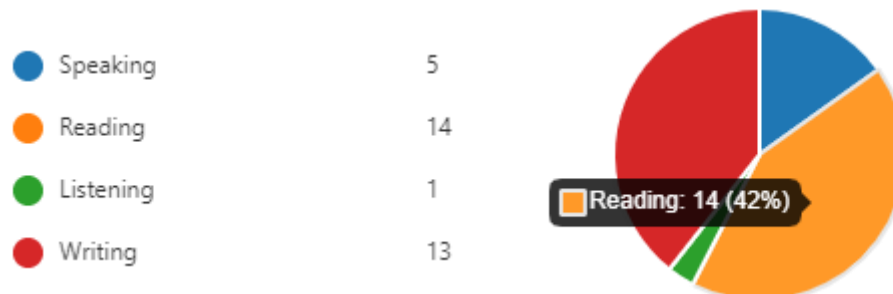 Speaking 5
Reading 14
Listening 1
Writing 13
Reading: 14 (42%)